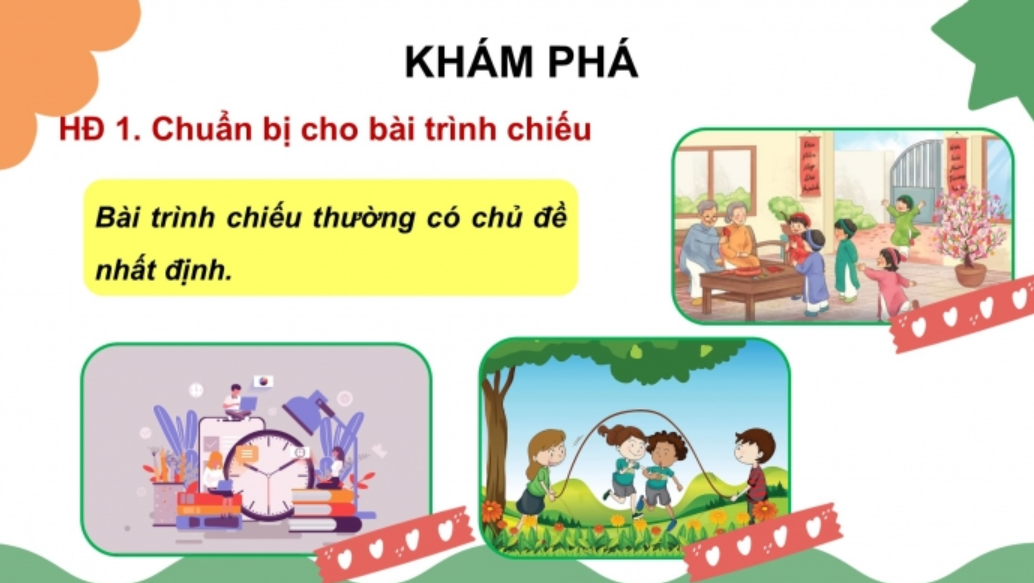 KHÁM PHÁ
HĐ 1. Chuẩn bị cho bài trình chiếu
Bài trình chiếu thường có chủ đề
nhất định.